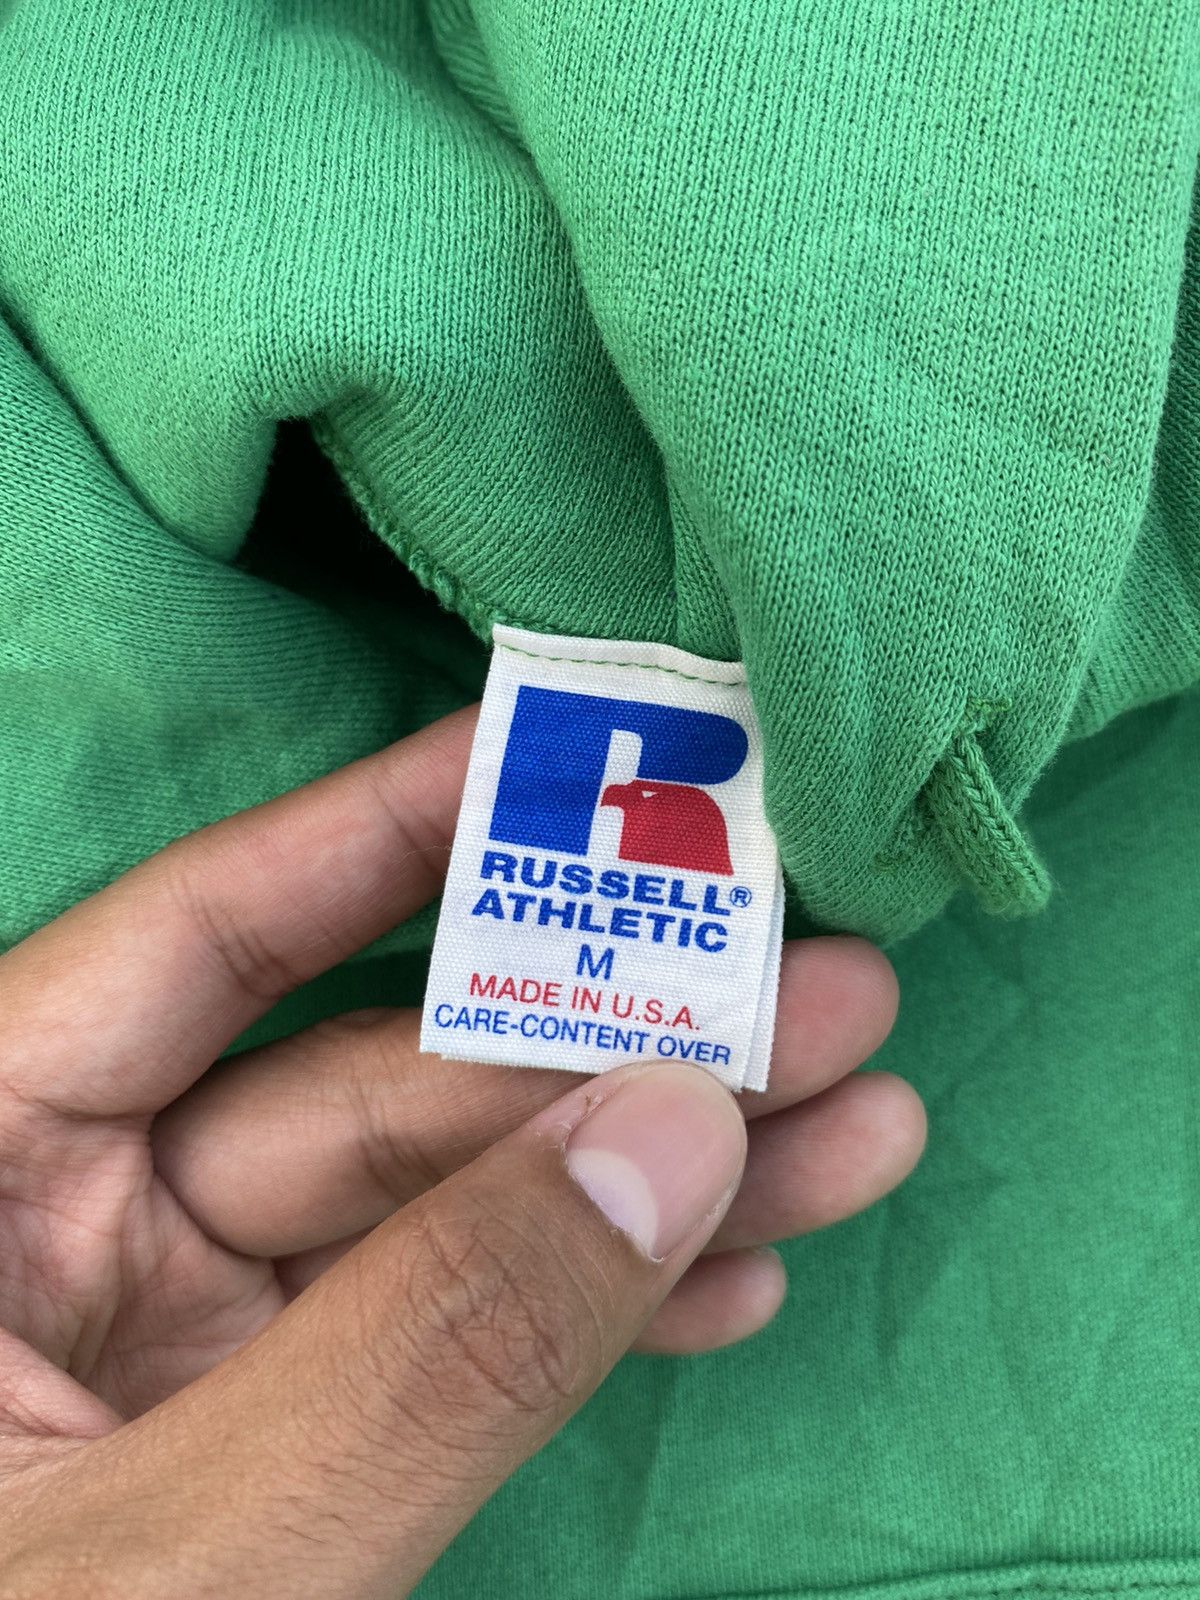 R
RUSSELL®
ATHLETIC
M
MADE IN U.S.A.
CARE-CONTENT OVER